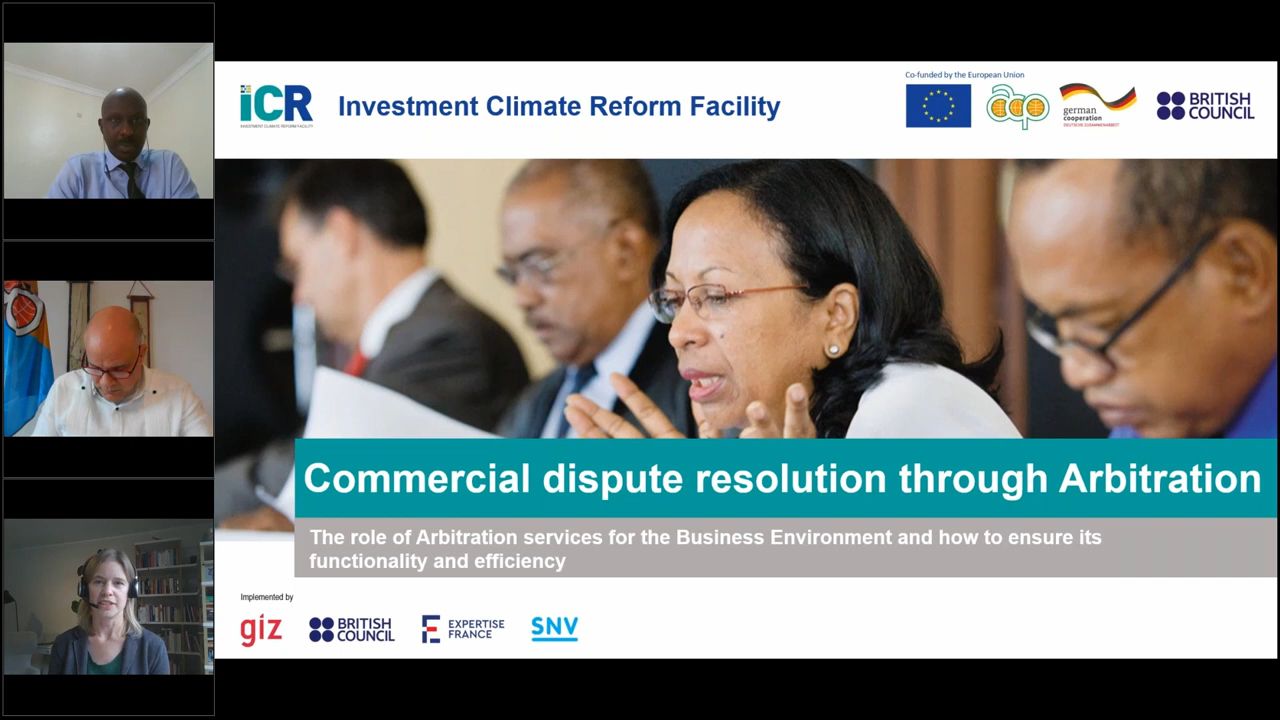 iCR
INVESTMENT CLIMATE REFORM FACILITY
Investment Climate Reform Facility
Co-funded by the European Union
acp
german
cooperation
DEUTSCHE ZUSAMMENARBEIT
BRITISH
COUNCIL
Commercial dispute resolution through Arbitration
The role of Arbitration services for the Business Environment and how to ensure its
functionality and efficiency
Implemented by
giz
BRITISH
COUNCIL
EXPERTISE
FRANCE
SNV